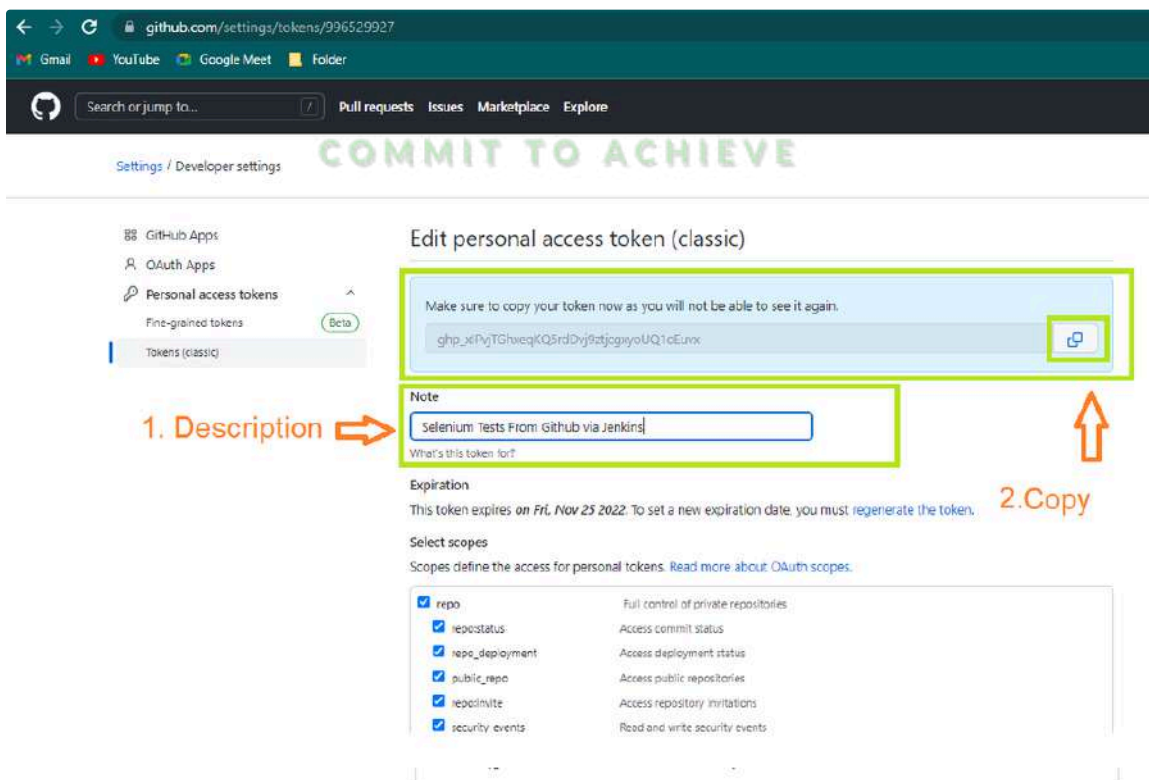 github.com/settings/tokens/996529927
Gmail YouTube Google Meet Folder
Search or jump to... / Pull requests Issues Marketplace Explore
COMMIT TO ACHIEVE
Settings / Developer settings
GitHub Apps
OAuth Apps
Personal access tokens
Fine-grained tokens Beta
Tokens (classic)
Edit personal access token (classic)
Make sure to copy your token now as you will not be able to see it again.
Note
1. Description
Selenium Tests From Github via Jenkins
What's this token for?
2.Copy
Expiration
This token expires on Fri, Nov 25 2022. To set a new expiration date, you must regenerate the token.
Select scopes
Scopes define the access for personal tokens. Read more about OAuth scopes.
repo Full control of private repositories
repo:status Access commit status
repo_deployment Access deployment status
public_repo Access public repositories
repo:invite Access repository invitations
security_events Read and write security events